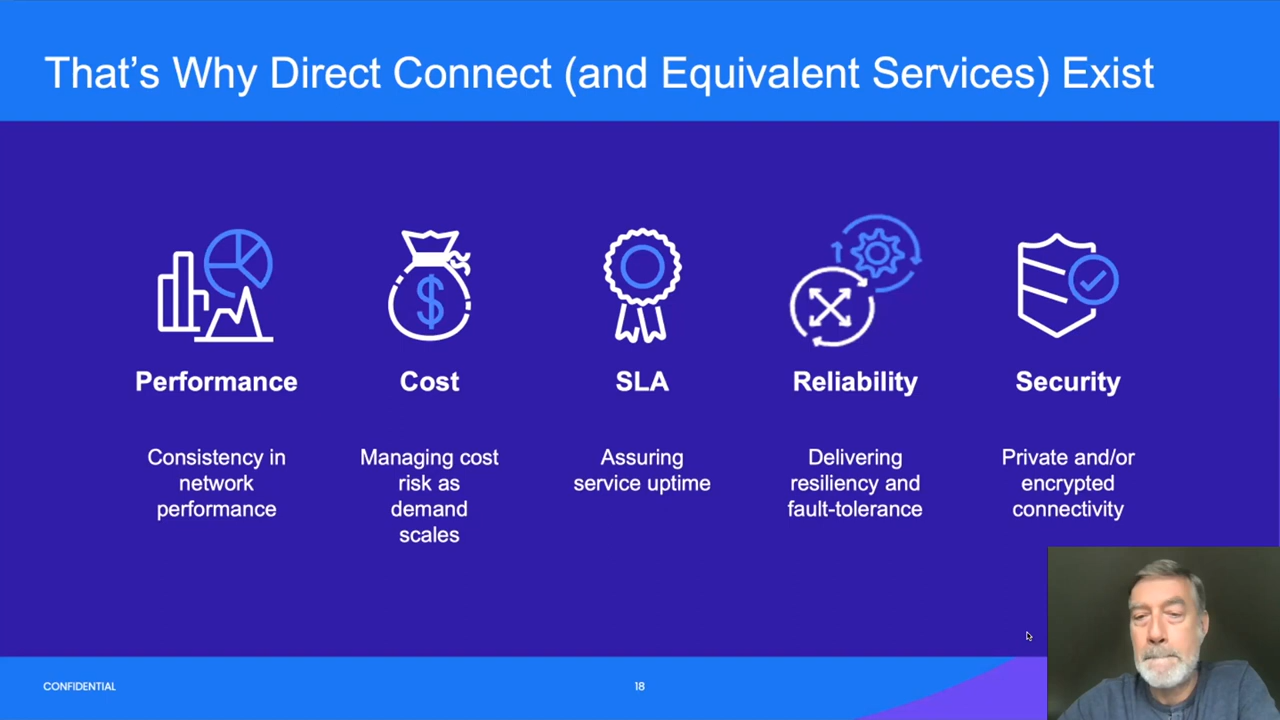 That’s Why Direct Connect (and Equivalent Services) Exist
Performance
Consistency in
network
performance
Cost
Managing cost
risk as
demand
scales
SLA
Assuring
service uptime
Reliability
Delivering
resiliency and
fault-tolerance
Security
Private and/or
encrypted
connectivity
CONFIDENTIAL
18